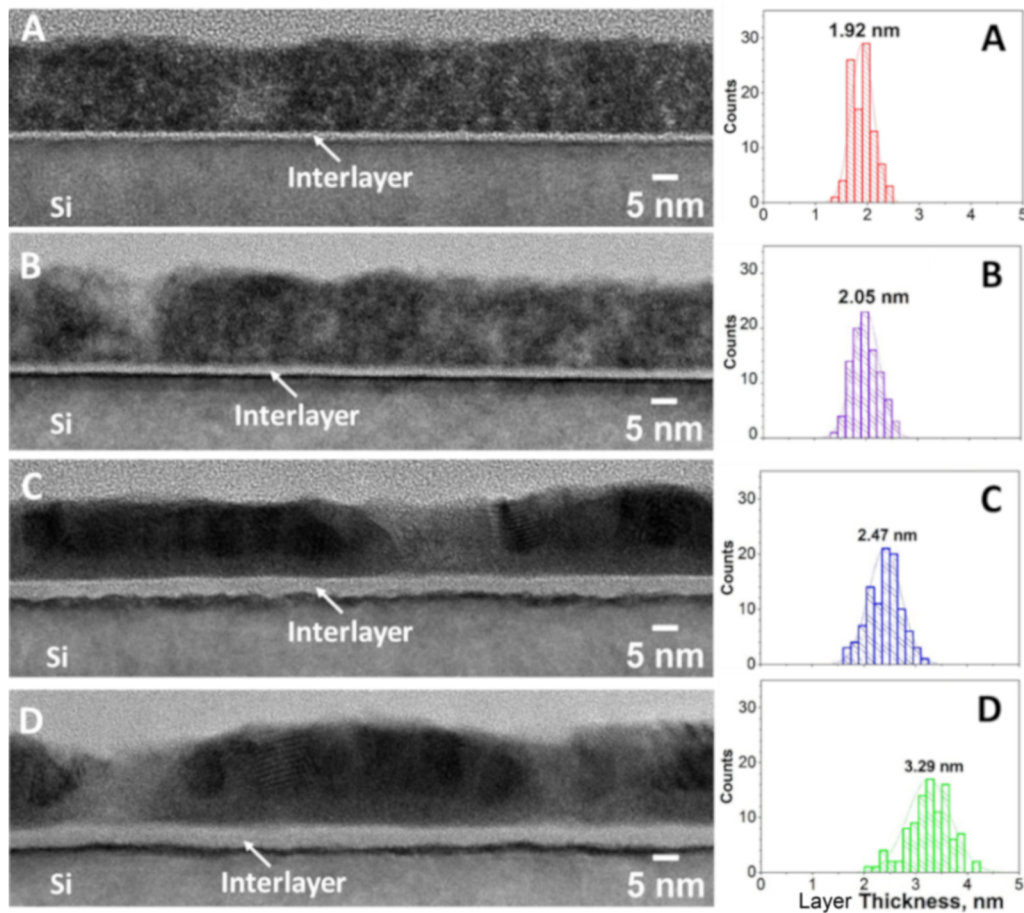 A
Interlayer
Si
5 nm
1.92 nm
A
Counts
30
20
10
0
0 1 2 3 4 5
B
Interlayer
Si
5 nm
2.05 nm
B
Counts
30
20
10
0
C
Interlayer
Si
5 nm
2.47 nm
C
Counts
30
20
10
0
D
Interlayer
Si
5 nm
3.29 nm
D
Counts
30
20
10
0
0 1 2 3 4 5
Layer Thickness, nm